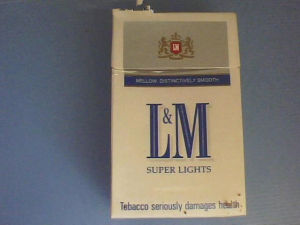 L&M
MELLOW DISTINCTIVELY SMOOTH
L&M
SUPER LIGHTS
Tobacco seriously damages health